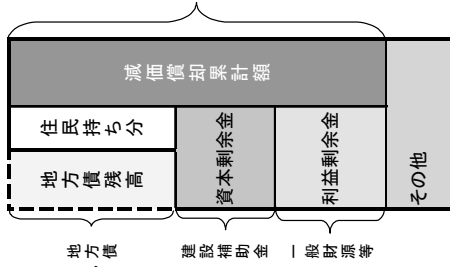 減価償却累計額
住民持ち分
地方債残高
資本剰余金
利益剰余金
その他
地方債
建設補助金
一般財源等